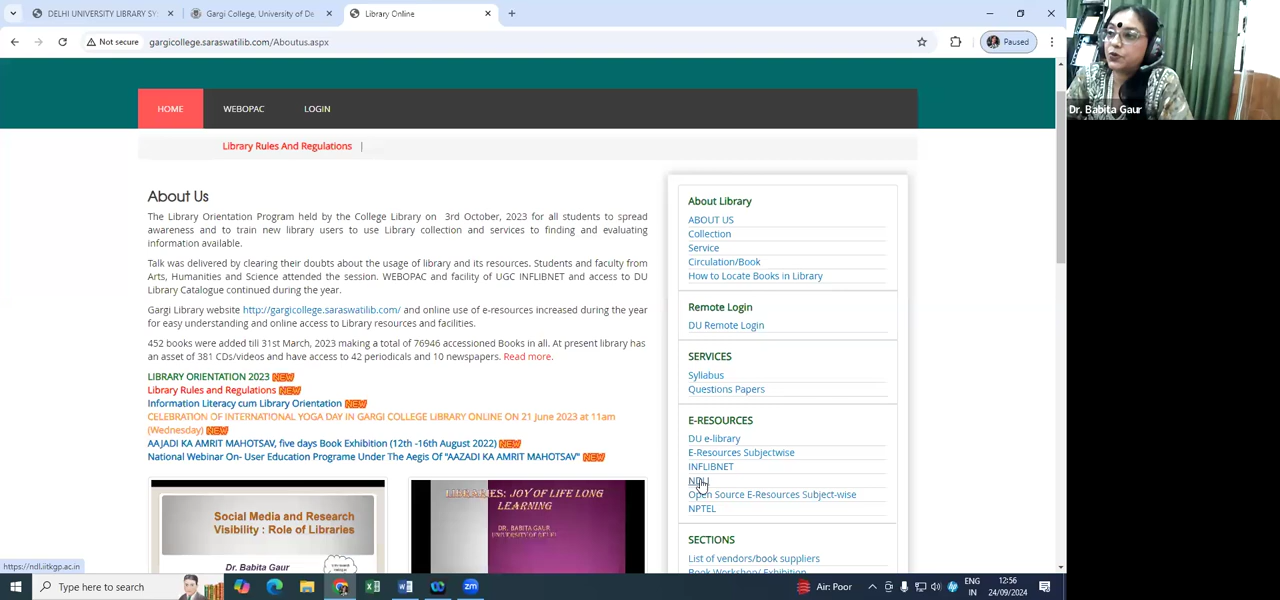 DELHI UNIVERSITY LIBRARY SY
Gargi College, University of De
Library Online
Not secure
gargicollege.saraswatilib.com/Aboutus.aspx
Paused
Dr. Babita Gaur
HOME
WEBOPAC
LOGIN
Library Rules And Regulations |
About Us
The Library Orientation Program held by the College Library on 3rd October, 2023 for all students to spread
awareness and to train new library users to use Library collection and services to finding and evaluating
information available.
Talk was delivered by clearing their doubts about the usage of library and its resources. Students and faculty from
Arts, Humanities and Science attended the session. WEBOPAC and facility of UGC INFLIBNET and access to DU
Library Catalogue continued during the year.
Gargi Library website http://gargicollege.saraswatilib.com/ and online use of e-resources increased during the year
for easy understanding and online access to Library resources and facilities.
452 books were added till 31st March, 2023 making a total of 76946 accessioned Books in all. At present library has
an asset of 381 CDs/videos and have access to 42 periodicals and 10 newspapers. Read more.
LIBRARY ORIENTATION 2023 NEW
Library Rules and Regulations NEW
Information Literacy cum Library Orientation NEW
CELEBRATION OF INTERNATIONAL YOGA DAY IN GARGI COLLEGE LIBRARY ONLINE ON 21 June 2023 at 11am
(Wednesday) NEW
AAJADI KA AMRIT MAHOTSAV, five days Book Exhibition (12th -16th August 2022) NEW
National Webinar On- User Education Programe Under The Aegis Of "AAZADI KA AMRIT MAHOTSAV" NEW
Social Media and Research
Visibility : Role of Libraries
Dr. Babita Gaur
LIBRARIES: JOY OF LIFE LONG
LEARNING
DR. BABITA GAUR
UNIVERSITY OF DELHI
About Library
ABOUT US
Collection
Service
Circulation/Book
How to Locate Books in Library
Remote Login
DU Remote Login
SERVICES
Syllabus
Questions Papers
E-RESOURCES
DU e-library
E-Resources Subjectwise
INFLIBNET
NDLI
Open Source E-Resources Subject-wise
NPTEL
SECTIONS
List of vendors/book suppliers
Book Workshop/ Exhibition
https://ndl.iitkgp.ac.in
Type here to search
Air: Poor
ENG
IN
12:56
24/09/2024